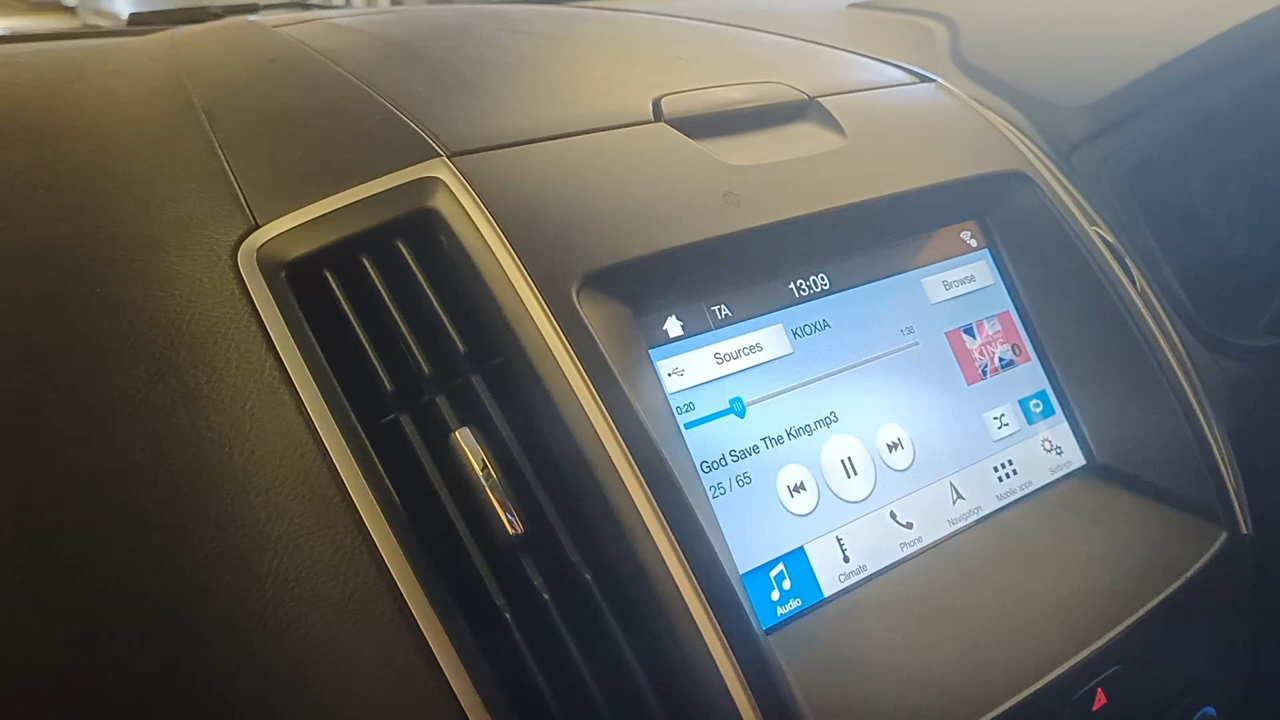 TA
13:09
Sources
KIOXIA
Browse
0:20
1:38
KING
God Save The King.mp3
25 / 65
Audio
Climate
Phone
Navigation
Mobile apps
Settings